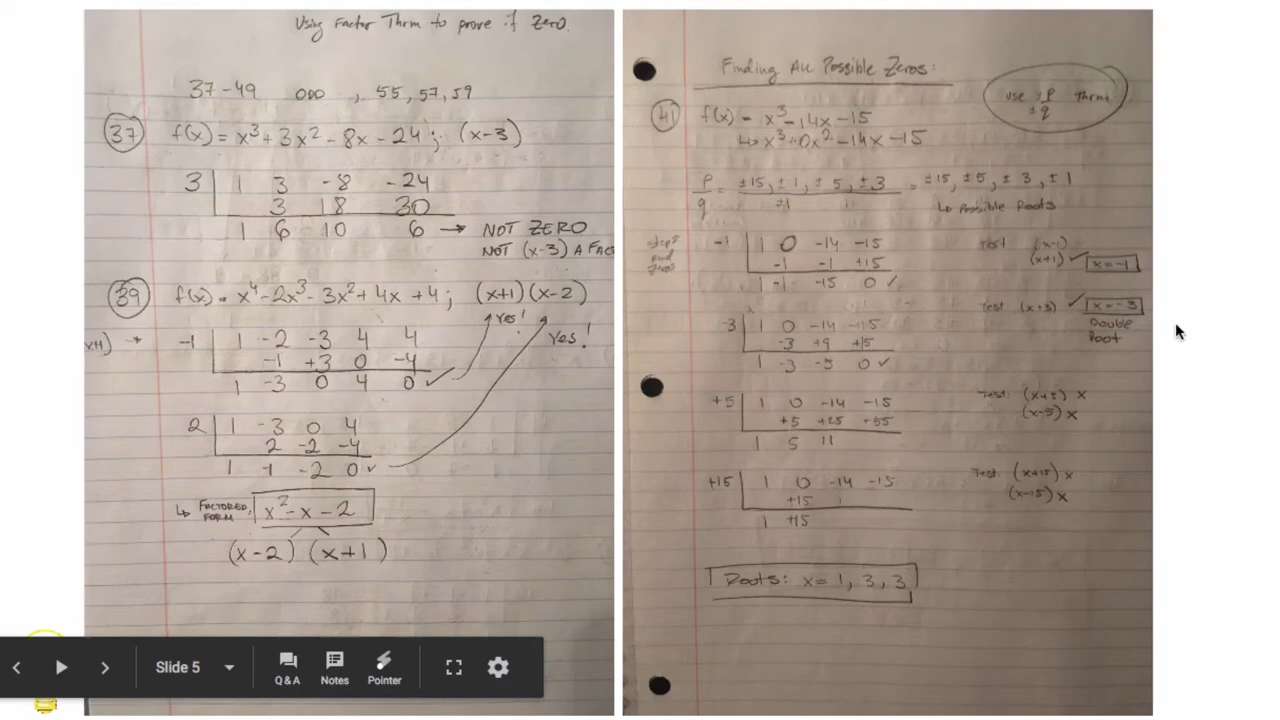 Using Factor Thrm to prove if Zero.
37-49 ODD, 55, 57, 59
37 f(x) = x³ + 3x² - 8x - 24; (x-3)
3 1 3 -8 -24
3 18 30
1 6 10 6 → NOT ZERO
NOT (x-3) A FAC
39 f(x) = x⁴ - 2x³ - 3x² + 4x + 4; (x+1)(x-2)
Yes!
Yes!
x+1) → -1 1 -2 -3 4 4
-1 +3 0 -4
1 -3 0 4 0 ✓
2 1 -3 0 4
2 -2 -4
1 -1 -2 0 ✓
↳ FACTORED FORM x² - x - 2
(x-2) (x+1)
Finding All Possible Zeros:
use ±p/±q Thrm
41 f(x) = x³ - 14x - 15
↳ x³ + 0x² - 14x - 15
p/q = ±15, ±1, ±5, ±3 / ±1 = ±15, ±5, ±3, ±1
↳ Possible Roots
Find Zeros
-1 1 0 -14 -15
-1 -1 +15
1 -1 -15 0 ✓
Test (x-1)
(x+1) ✓ x = -1
-3 1 0 -14 -15
-3 +9 +15
1 -3 -5 0 ✓
Test (x+3) ✓ x = -3
Double Root
+5 1 0 -14 -15
+5 +25 +55
1 5 11
Test: (x+5) x
(x-5) x
+15 1 0 -14 -15
+15
1 +15
Test: (x+15) x
(x-15) x
Roots: x = 1, 3, 3
Slide 5
Q & A
Notes
Pointer